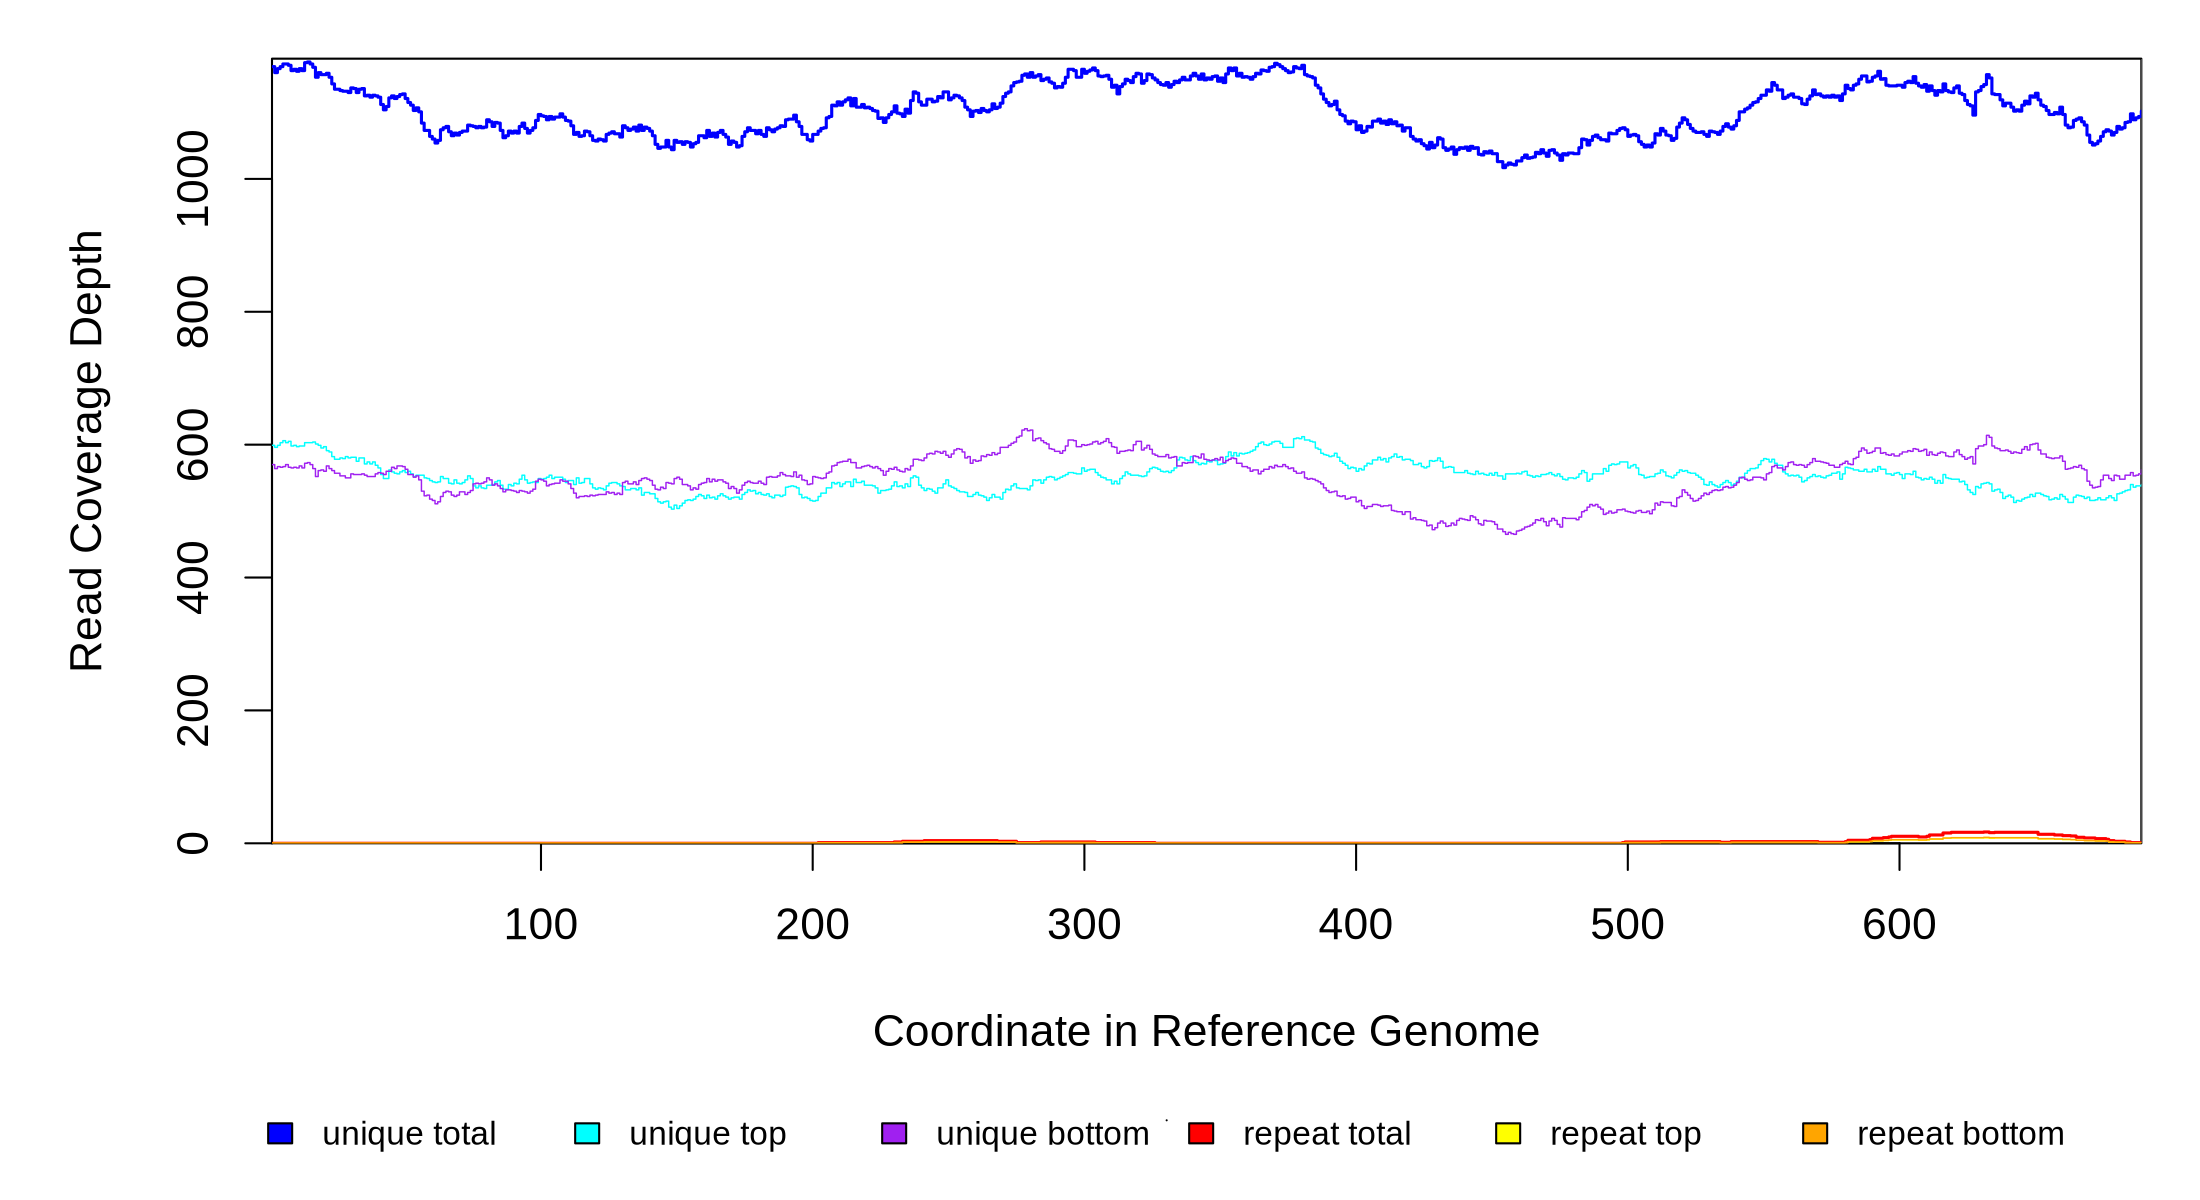 Read Coverage Depth
1000
800
600
400
200
0
100 200 300 400 500 600
Coordinate in Reference Genome
unique total unique top unique bottom repeat total repeat top repeat bottom